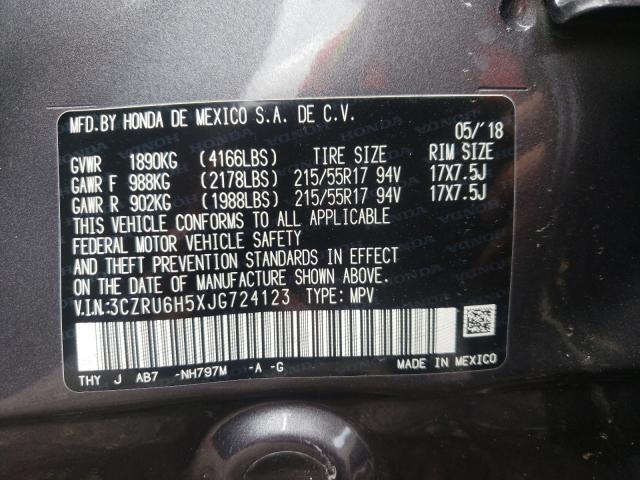 MFD. BY HONDA DE MEXICO S.A. DE C.V.
05/'18
GVWR 1890KG (4166LBS) TIRE SIZE RIM SIZE
GAWR F 988KG (2178LBS) 215/55R17 94V 17X7.5J
GAWR R 902KG (1988LBS) 215/55R17 94V 17X7.5J
THIS VEHICLE CONFORMS TO ALL APPLICABLE
FEDERAL MOTOR VEHICLE SAFETY
AND THEFT PREVENTION STANDARDS IN EFFECT
ON THE DATE OF MANUFACTURE SHOWN ABOVE.
V.I.N:3CZRU6H5XJG724123 TYPE: MPV
THY J AB7 -NH797M -A -G
MADE IN MEXICO